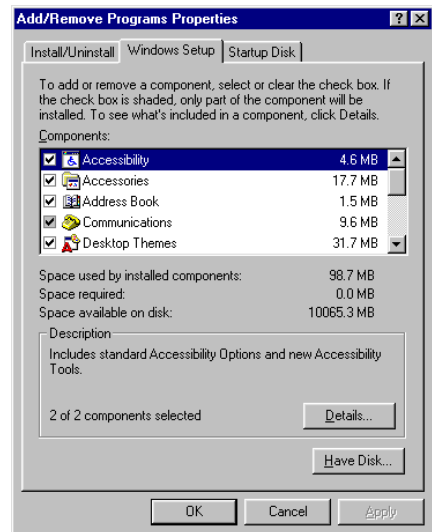 Add/Remove Programs Properties
Install/Uninstall Windows Setup Startup Disk
To add or remove a component, select or clear the check box. If
the check box is shaded, only part of the component will be
installed. To see what's included in a component, click Details.
Components:
Accessibility 4.6 MB
Accessories 17.7 MB
Address Book 1.5 MB
Communications 9.6 MB
Desktop Themes 31.7 MB
Space used by installed components: 98.7 MB
Space required: 0.0 MB
Space available on disk: 10065.3 MB
Description
Includes standard Accessibility Options and new Accessibility
Tools.
2 of 2 components selected Details...
Have Disk...
OK Cancel Apply